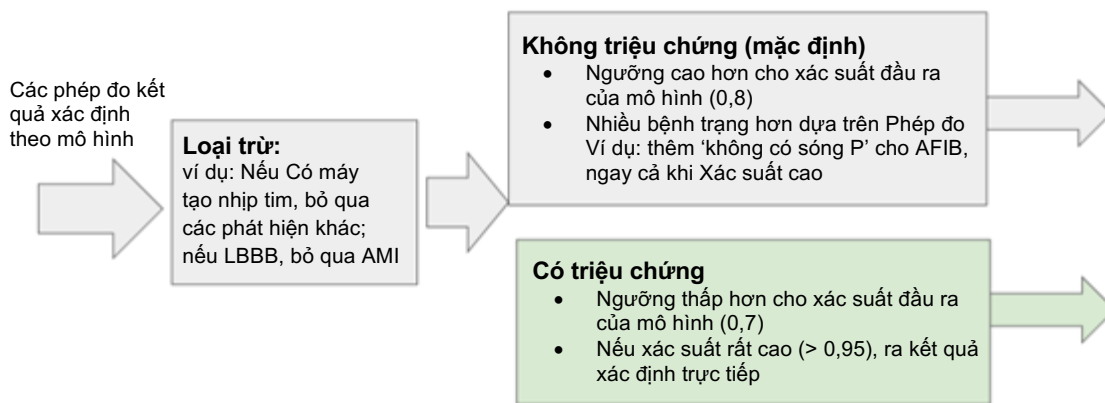 Các phép đo kết
quả xác định
theo mô hình
Loại trừ:
ví dụ: Nếu Có máy
tạo nhịp tim, bỏ qua
các phát hiện khác;
nếu LBBB, bỏ qua AMI
Không triệu chứng (mặc định)
• Ngưỡng cao hơn cho xác suất đầu ra
của mô hình (0,8)
• Nhiều bệnh trạng hơn dựa trên Phép đo
Ví dụ: thêm ‘không có sóng P’ cho AFIB,
ngay cả khi Xác suất cao
Có triệu chứng
• Ngưỡng thấp hơn cho xác suất đầu ra
của mô hình (0,7)
• Nếu xác suất rất cao (> 0,95), ra kết quả
xác định trực tiếp